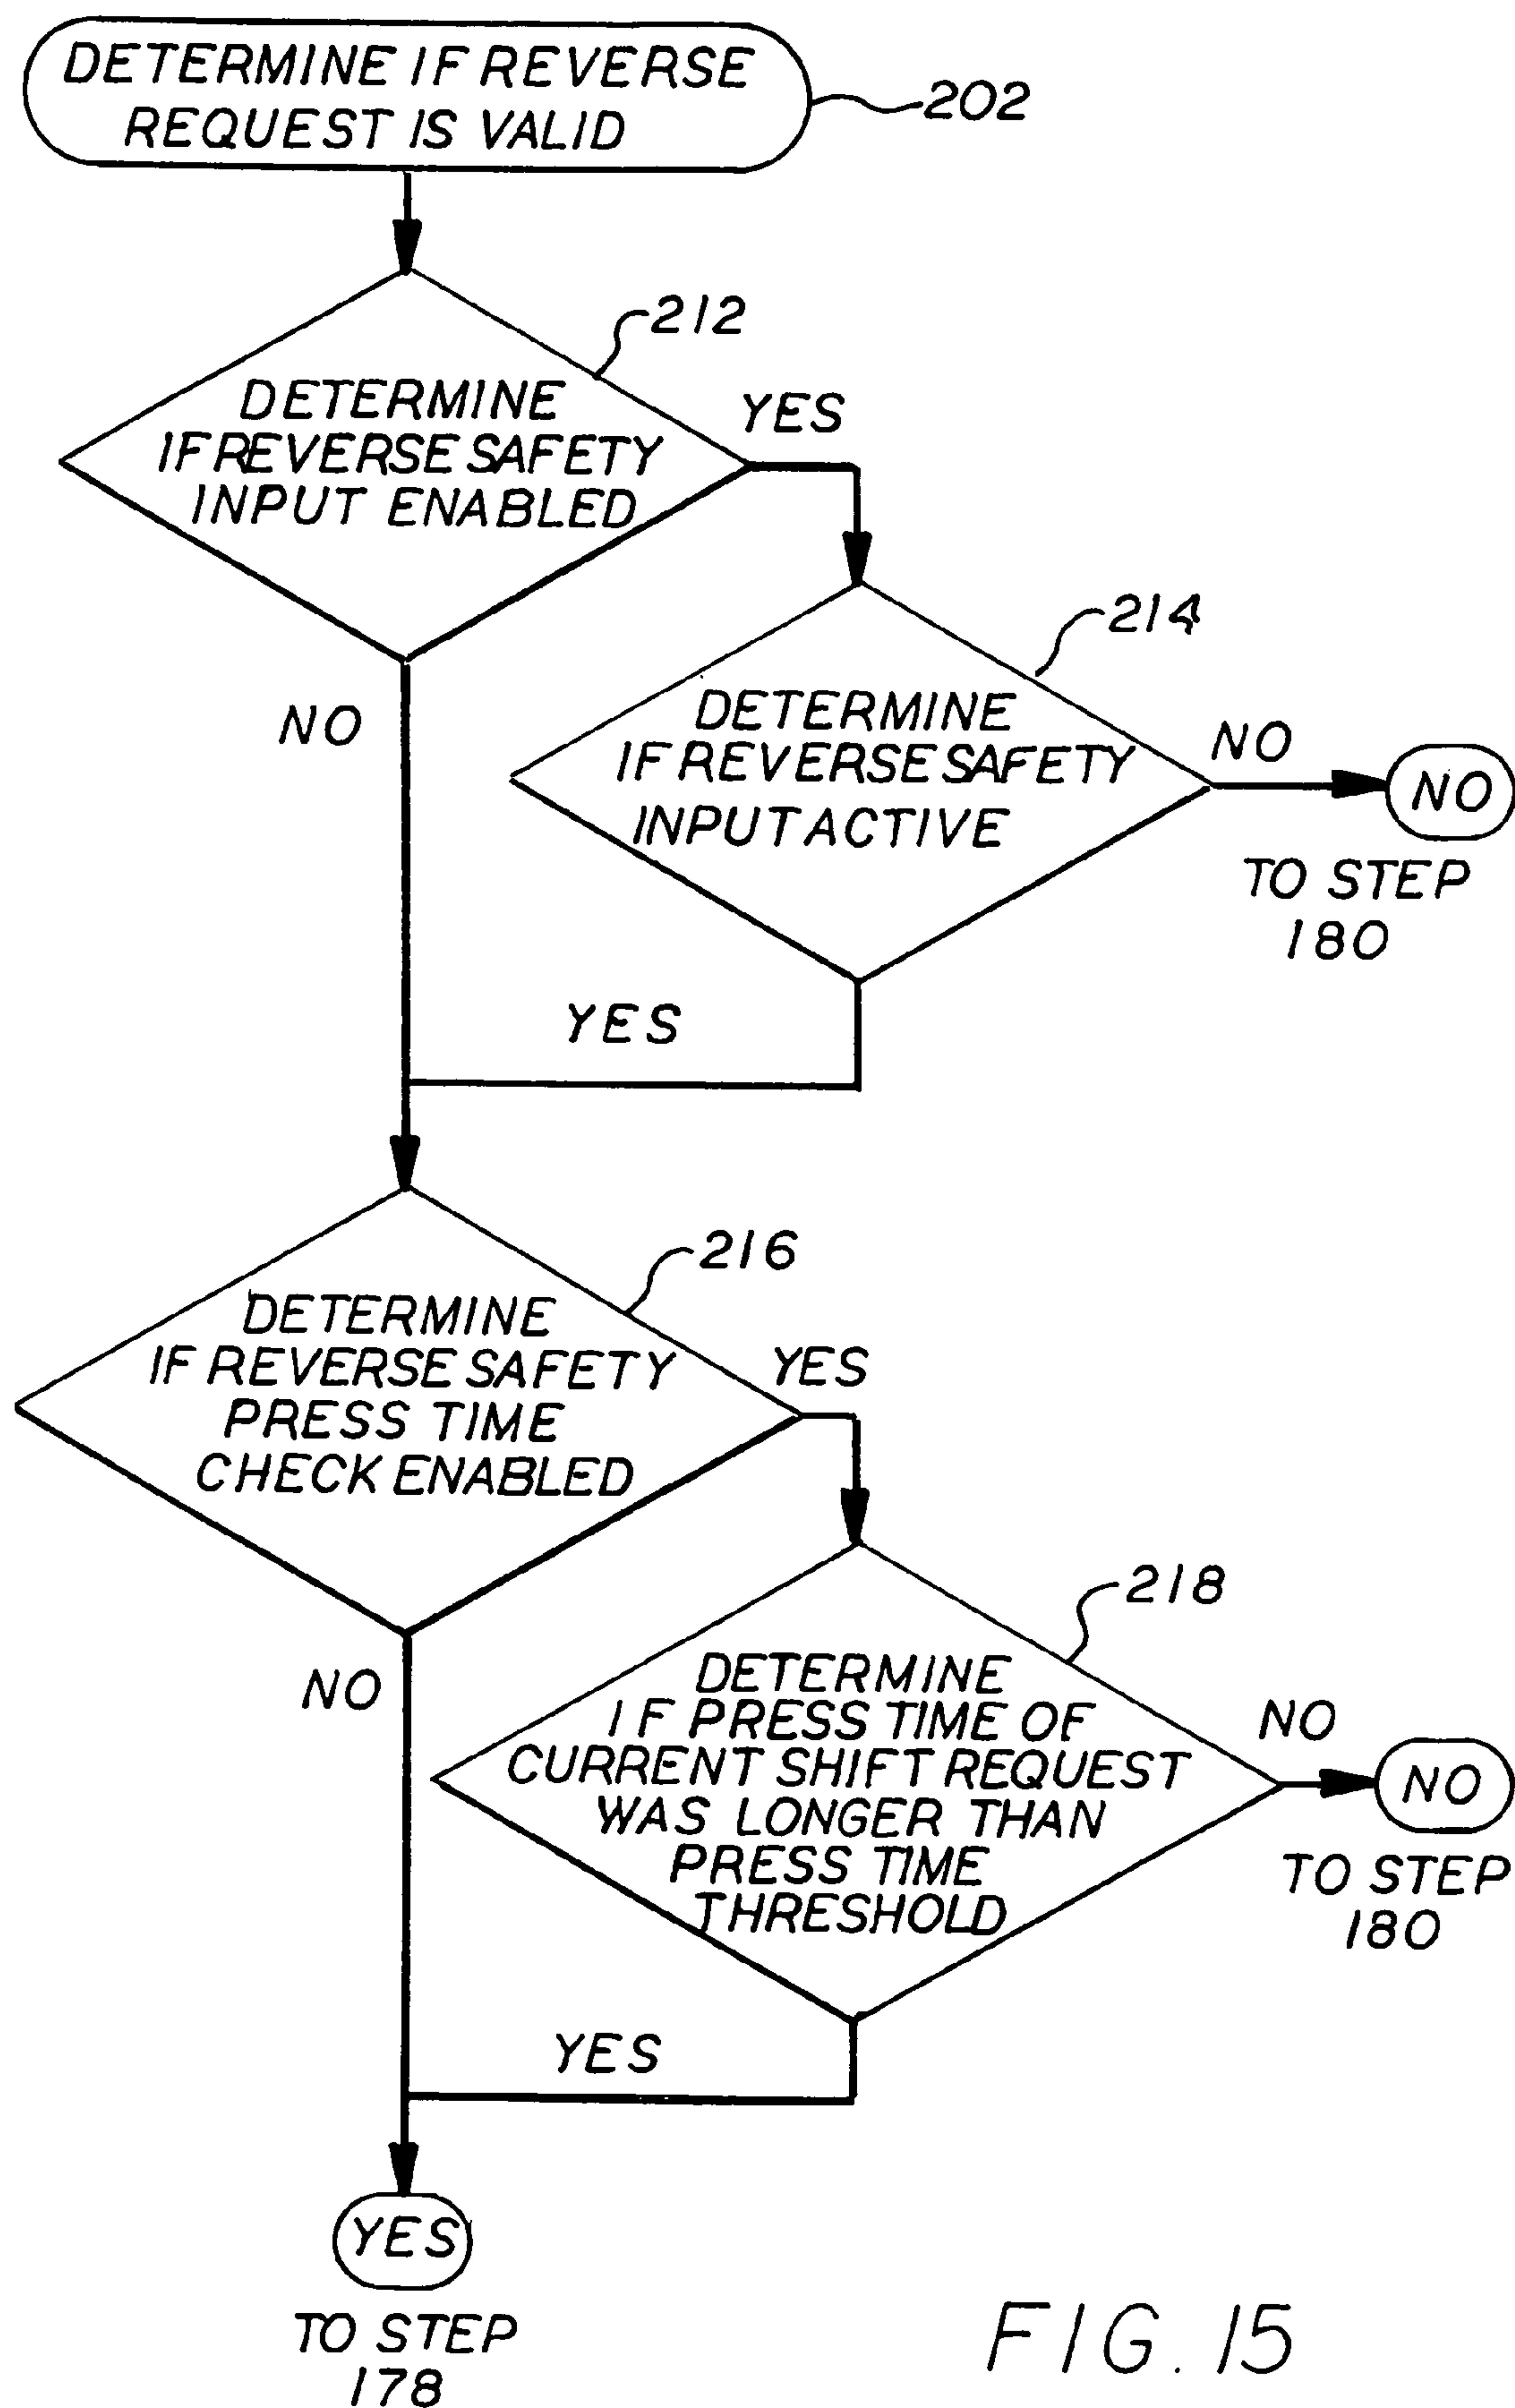 DETERMINE IF REVERSE
REQUEST IS VALID
202
212
DETERMINE
IF REVERSE SAFETY
INPUT ENABLED
YES
214
NO
DETERMINE
IF REVERSE SAFETY
INPUT ACTIVE
NO
NO
TO STEP
180
YES
216
DETERMINE
IF REVERSE SAFETY
PRESS TIME
CHECK ENABLED
YES
218
NO
DETERMINE
IF PRESS TIME OF
CURRENT SHIFT REQUEST
WAS LONGER THAN
PRESS TIME
THRESHOLD
NO
NO
TO STEP
180
YES
YES
TO STEP
178
FIG. 15